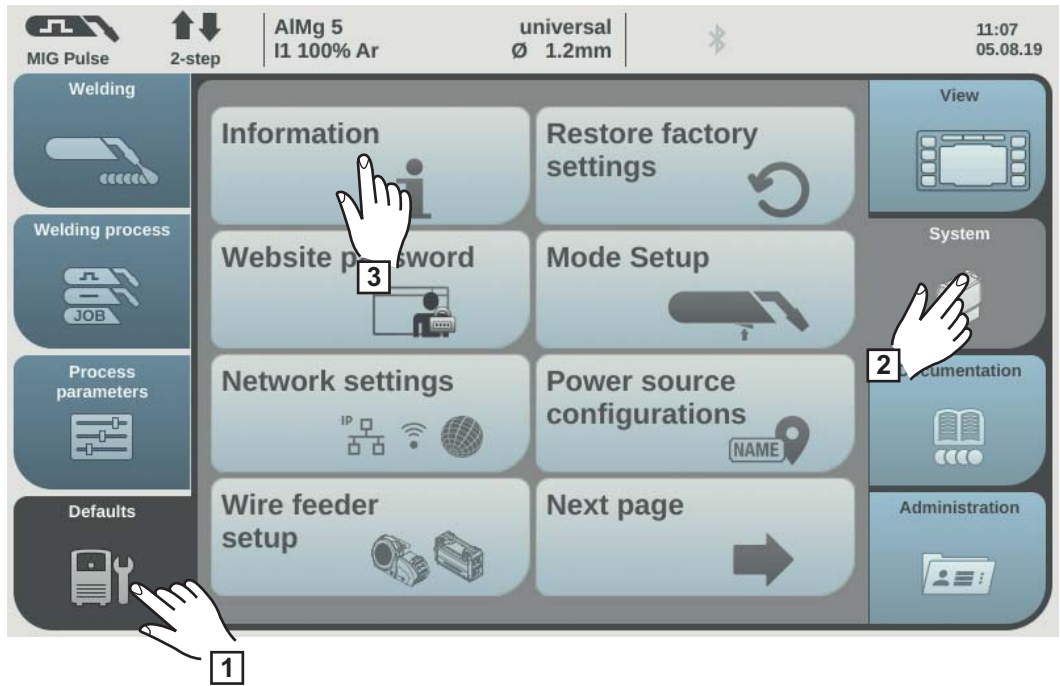 MIG Pulse
2-step
AlMg 5
I1 100% Ar
universal
Ø 1.2mm
11:07
05.08.19
Welding
Welding process
JOB
Process
parameters
Defaults
1
Information
3
Restore factory
settings
Website p sword
Mode Setup
Network settings
IP
Power source
configurations
NAME
Wire feeder
setup
Next page
View
System
2
cumentation
Administration